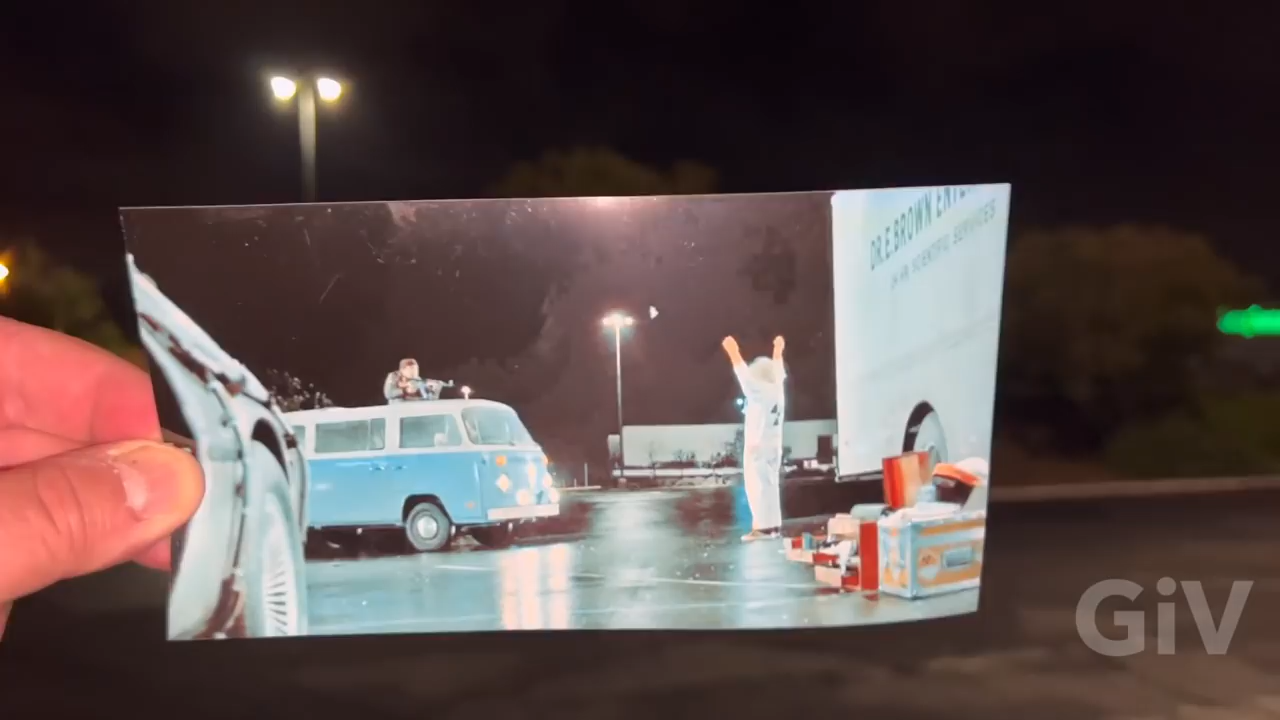 DR. E. BROWN ENTE
SCIENTIFIC SERVICES
GiV